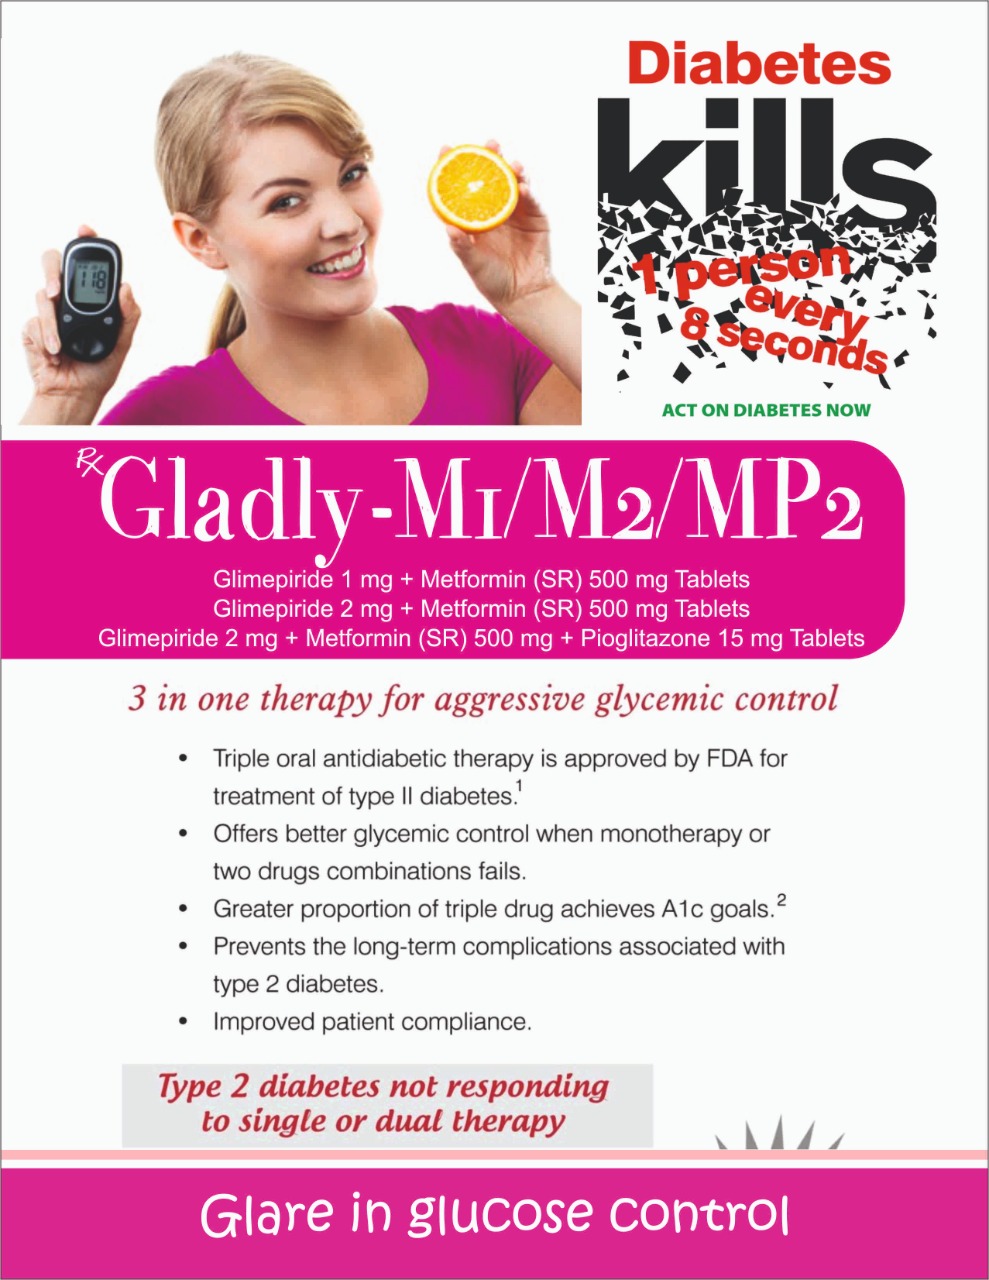 118
Diabetes
kills
1 person
every
8 seconds
ACT ON DIABETES NOW
Rx Gladly-M1/M2/MP2
Glimepiride 1 mg + Metformin (SR) 500 mg Tablets
Glimepiride 2 mg + Metformin (SR) 500 mg Tablets
Glimepiride 2 mg + Metformin (SR) 500 mg + Pioglitazone 15 mg Tablets
3 in one therapy for aggressive glycemic control
• Triple oral antidiabetic therapy is approved by FDA for
treatment of type II diabetes.1
• Offers better glycemic control when monotherapy or
two drugs combinations fails.
• Greater proportion of triple drug achieves A1c goals.2
• Prevents the long-term complications associated with
type 2 diabetes.
• Improved patient compliance.
Type 2 diabetes not responding
to single or dual therapy
Glare in glucose control